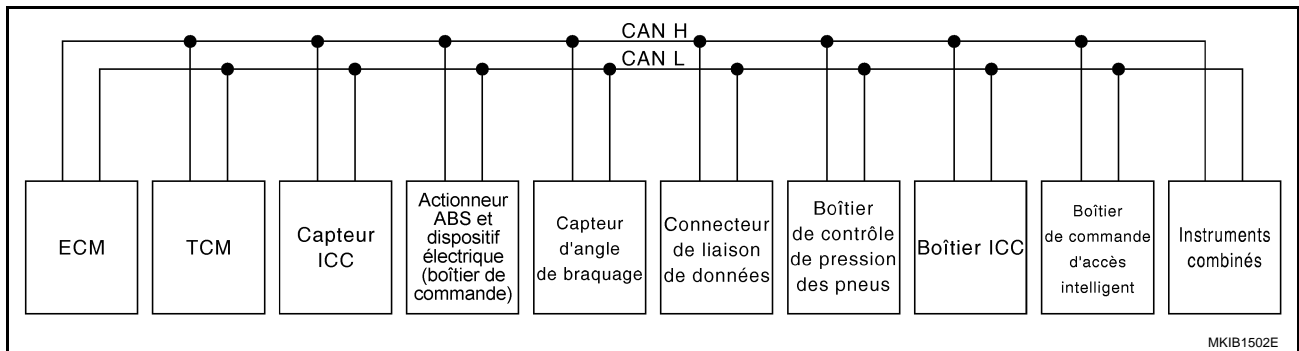 CAN H
CAN L
ECM
TCM
Capteur
ICC
Actionneur
ABS et
dispositif
électrique
(boîtier de
commande)
Capteur
d'angle
de braquage
Connecteur
de liaison
de données
Boîtier
de contrôle
de pression
des pneus
Boîtier ICC
Boîtier
de commande
d'accès
intelligent
Instruments
combinés
MKIB1502E